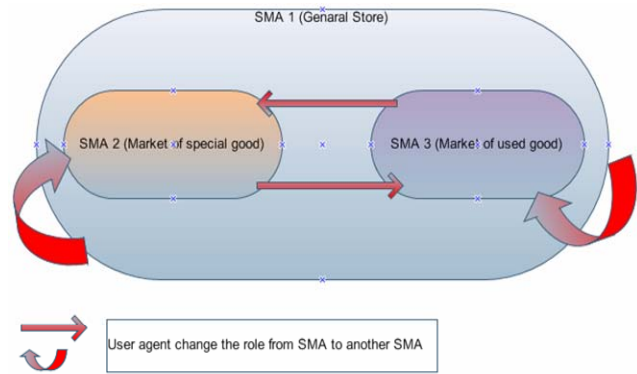 SMA 1 (Genaral Store)
SMA 2 (Market of special good)
SMA 3 (Market of used good)
User agent change the role from SMA to another SMA